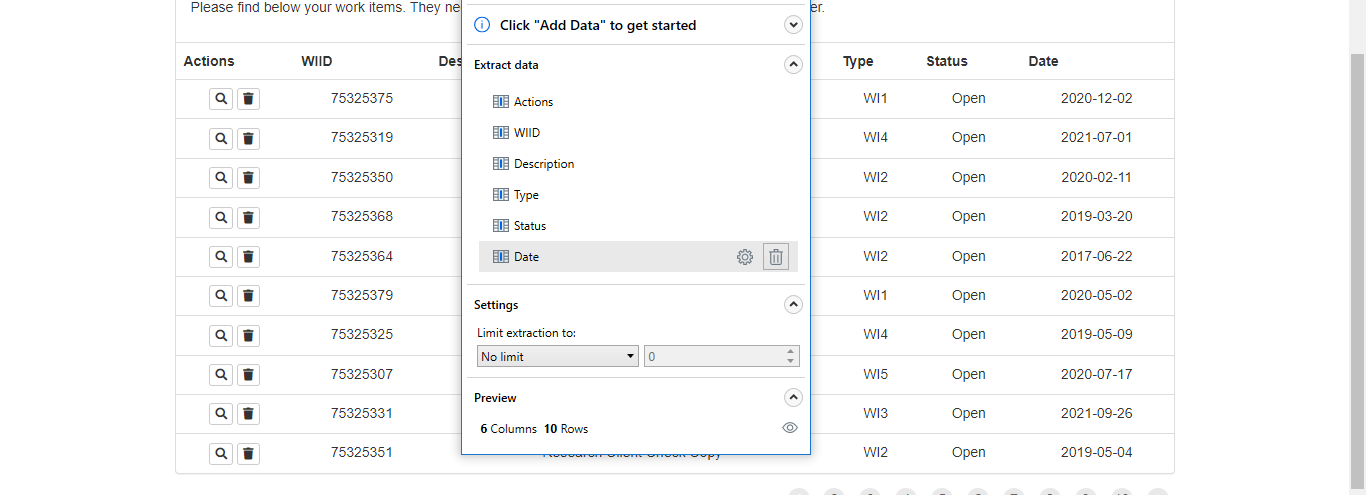 Please find below your work items. They ne er.
Click "Add Data" to get started
Actions WIID Des Type Status Date
Extract data
75325375 WI1 Open 2020-12-02
Actions
75325319 WI4 Open 2021-07-01
WIID
Description
75325350 WI2 Open 2020-02-11
Type
75325368 WI2 Open 2019-03-20
Status
75325364 WI2 Open 2017-06-22
Date
75325379 WI1 Open 2020-05-02
Settings
Limit extraction to:
75325325 WI4 Open 2019-05-09
No limit 0
75325307 WI5 Open 2020-07-17
Preview
75325331 WI3 Open 2021-09-26
6 Columns 10 Rows
75325351 Research Client Check Copy WI2 Open 2019-05-04